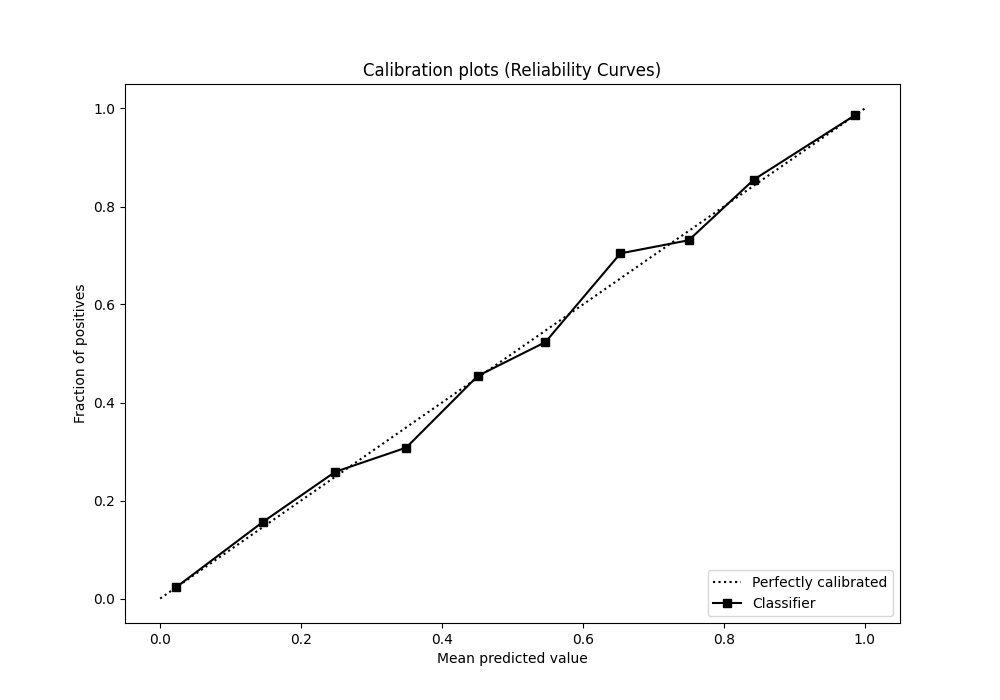 Calibration plots (Reliability Curves)
1.0
0.8
0.6
0.4
0.2
0.0
Fraction of positives
0.0 0.2 0.4 0.6 0.8 1.0
Mean predicted value
Perfectly calibrated
Classifier